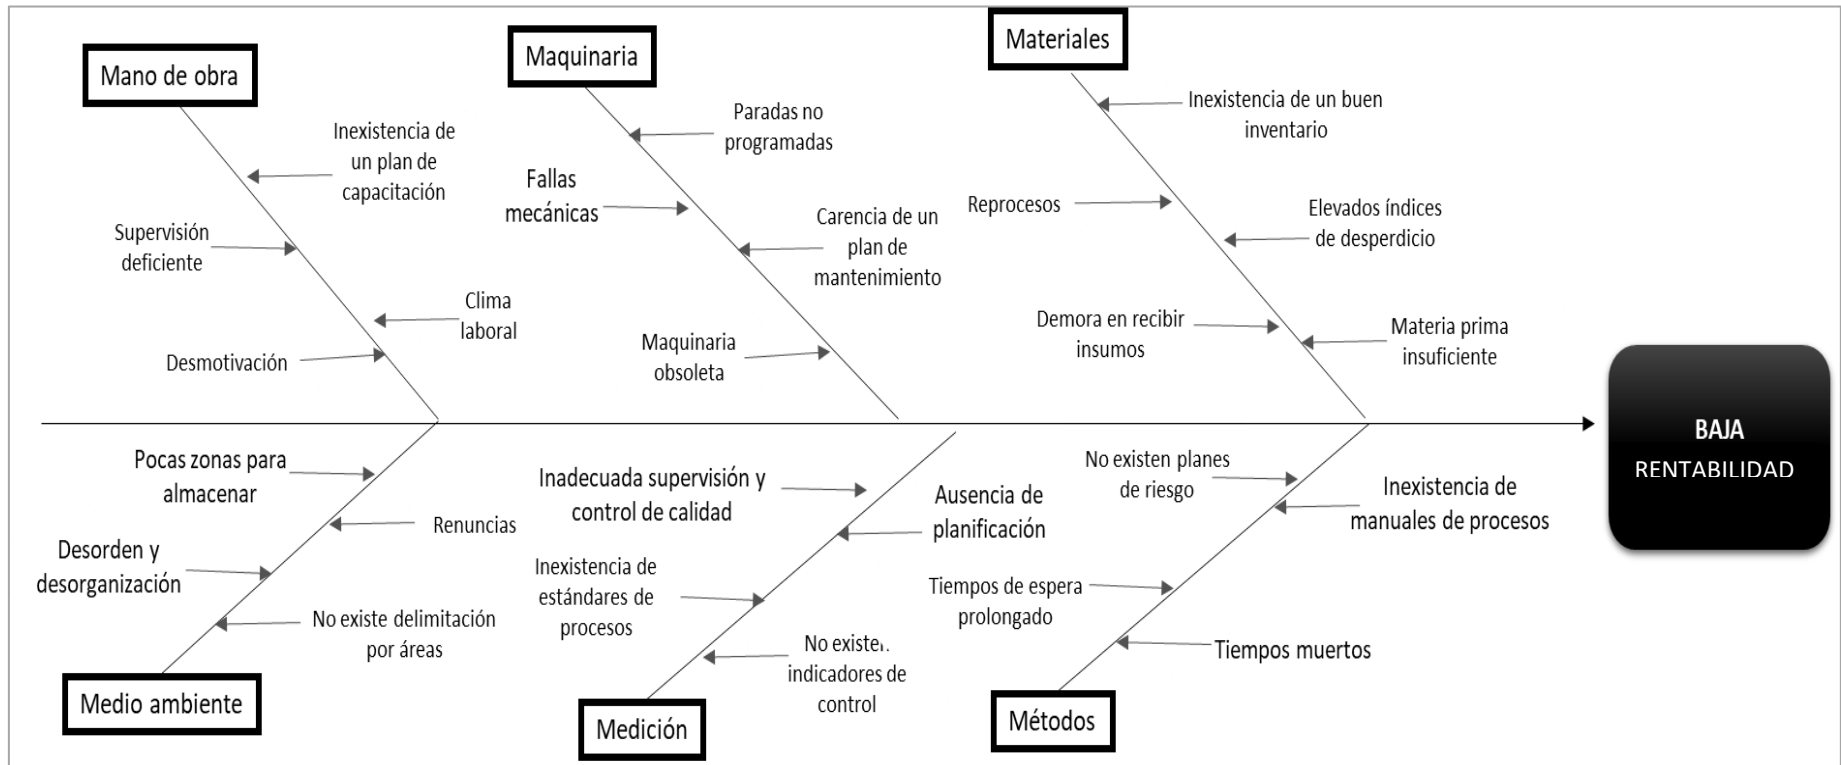 Mano de obra
Inexistencia de
un plan de
capacitación
Supervisión
deficiente
Clima
laboral
Desmotivación
Maquinaria
Paradas no
programadas
Fallas
mecánicas
Carencia de un
plan de
mantenimiento
Maquinaria
obsoleta
Materiales
Inexistencia de un buen
inventario
Reprocesos
Elevados índices
de desperdicio
Demora en recibir
insumos
Materia prima
insuficiente
BAJA
RENTABILIDAD
Pocas zonas para
almacenar
Renuncias
Desorden y
desorganización
No existe delimitación
por áreas
Medio ambiente
Inadecuada supervisión y
control de calidad
Ausencia de
planificación
Inexistencia de
estándares de
procesos
No existen
indicadores de
control
Medición
No existen planes
de riesgo
Inexistencia de
manuales de procesos
Tiempos de espera
prolongado
Tiempos muertos
Métodos